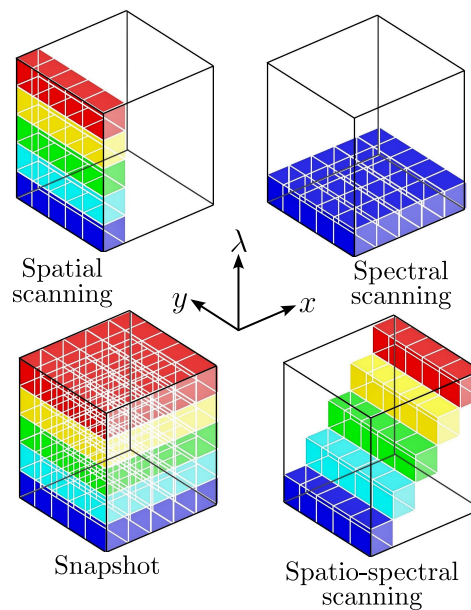 Spatial
scanning
Spectral
scanning
λ
y
x
Snapshot
Spatio-spectral
scanning